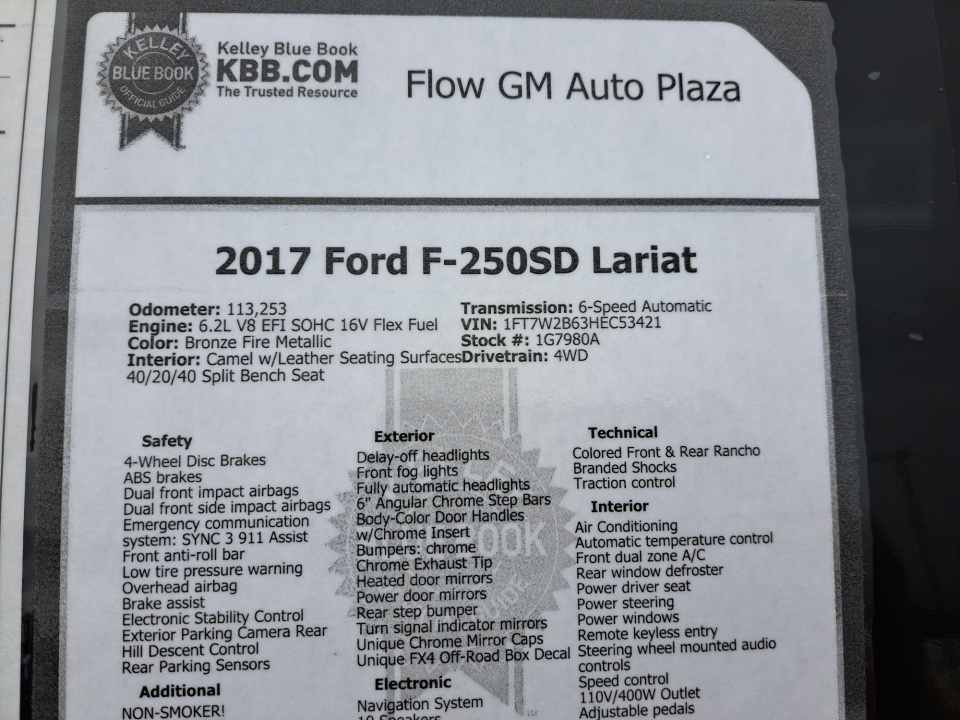 KELLEY
BLUE BOOK
OFFICIAL GUIDE
Kelley Blue Book
KBB.COM
The Trusted Resource
Flow GM Auto Plaza
2017 Ford F-250SD Lariat
Odometer: 113,253
Engine: 6.2L V8 EFI SOHC 16V Flex Fuel
Color: Bronze Fire Metallic
Interior: Camel w/Leather Seating Surfaces
40/20/40 Split Bench Seat
Transmission: 6-Speed Automatic
VIN: 1FT7W2B63HEC53421
Stock #: 1G7980A
Drivetrain: 4WD
Safety
4-Wheel Disc Brakes
ABS brakes
Dual front impact airbags
Dual front side impact airbags
Emergency communication
system: SYNC 3 911 Assist
Front anti-roll bar
Low tire pressure warning
Overhead airbag
Brake assist
Electronic Stability Control
Exterior Parking Camera Rear
Hill Descent Control
Rear Parking Sensors
Additional
NON-SMOKER!
Exterior
Delay-off headlights
Front fog lights
Fully automatic headlights
6" Angular Chrome Step Bars
Body-Color Door Handles
w/Chrome Insert
Bumpers: chrome
Chrome Exhaust Tip
Heated door mirrors
Power door mirrors
Rear step bumper
Turn signal indicator mirrors
Unique Chrome Mirror Caps
Unique FX4 Off-Road Box Decal
Electronic
Navigation System
10 Speakers
Technical
Colored Front & Rear Rancho
Branded Shocks
Traction control
Interior
Air Conditioning
Automatic temperature control
Front dual zone A/C
Rear window defroster
Power driver seat
Power steering
Power windows
Remote keyless entry
Steering wheel mounted audio
controls
Speed control
110V/400W Outlet
Adjustable pedals